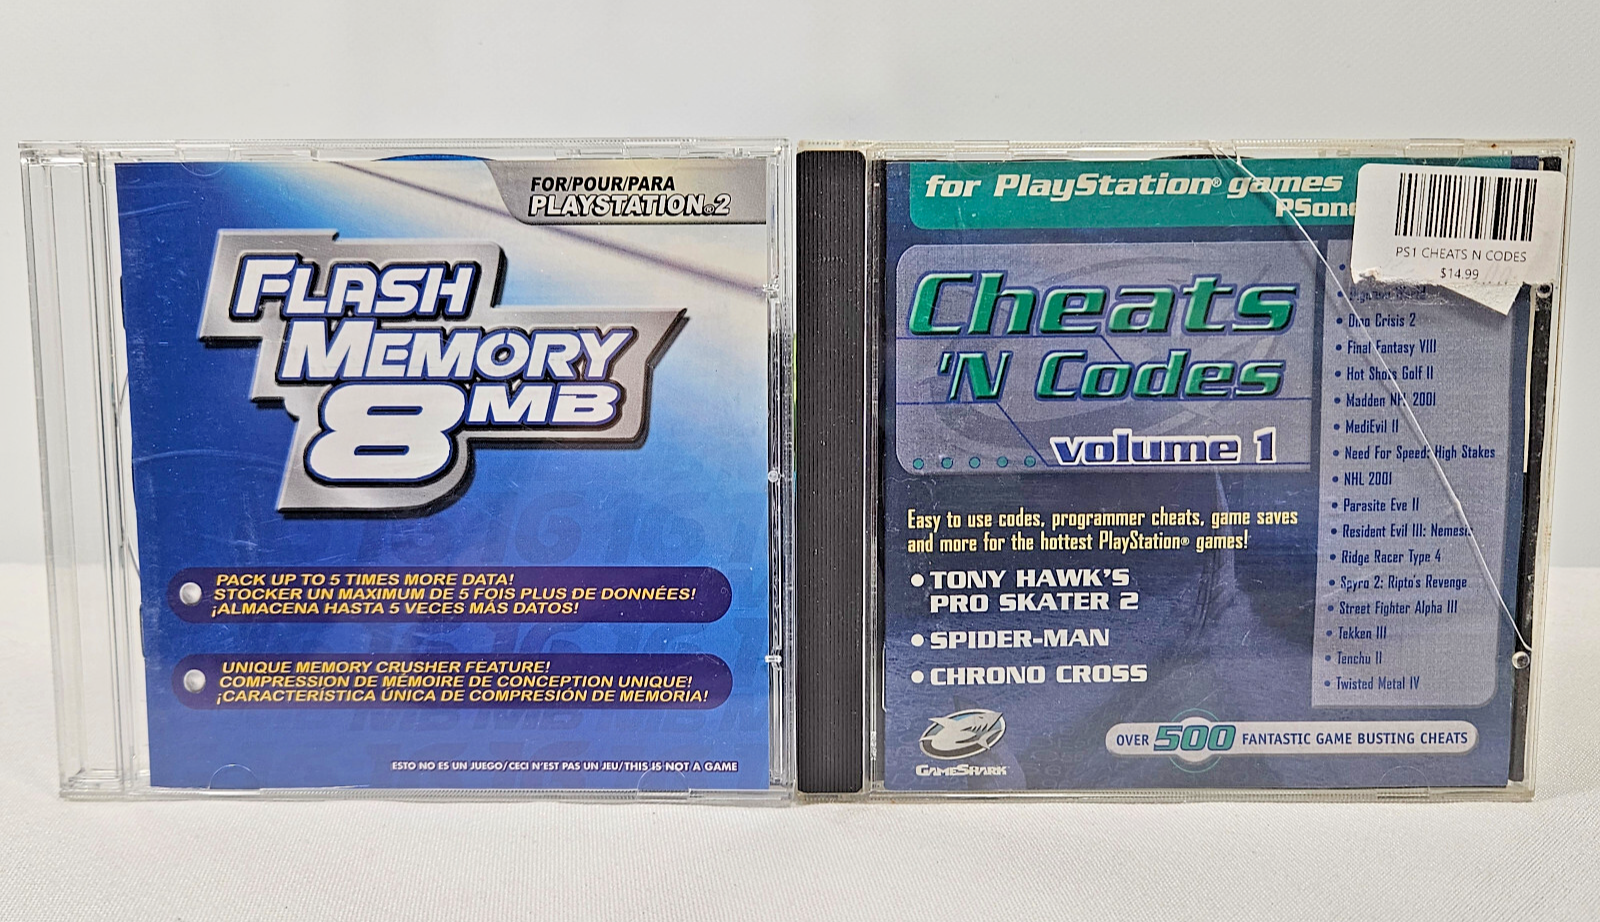 FOR/POUR/PARA
PLAYSTATION®2
FLASH
MEMORY
8MB
PACK UP TO 5 TIMES MORE DATA!
STOCKER UN MAXIMUM DE 5 FOIS PLUS DE DONNÉES!
¡ALMACENA HASTA 5 VECES MÁS DATOS!
UNIQUE MEMORY CRUSHER FEATURE!
COMPRESSION DE MÉMOIRE DE CONCEPTION UNIQUE!
¡CARACTERÍSTICA ÚNICA DE COMPRESIÓN DE MEMORIA!
ESTO NO ES UN JUEGO/CECI N'EST PAS UN JEU/THIS IS NOT A GAME
for PlayStation® games
PSone
PS1 CHEATS N CODES
$14.99
Cheats
'N Codes
volume 1
Easy to use codes, programmer cheats, game saves
and more for the hottest PlayStation® games!
• TONY HAWK'S
PRO SKATER 2
• SPIDER-MAN
• CHRONO CROSS
GAMESHARK
• Dino Crisis 2
• Final Fantasy VIII
• Hot Shots Golf II
• Madden NHL 2001
• MediEvil II
• Need For Speed: High Stakes
• NHL 2001
• Parasite Eve II
• Resident Evil III: Nemesis
• Ridge Racer Type 4
• Spyro 2: Ripto's Revenge
• Street Fighter Alpha III
• Tekken III
• Tenchu II
• Twisted Metal IV
OVER 500 FANTASTIC GAME BUSTING CHEATS